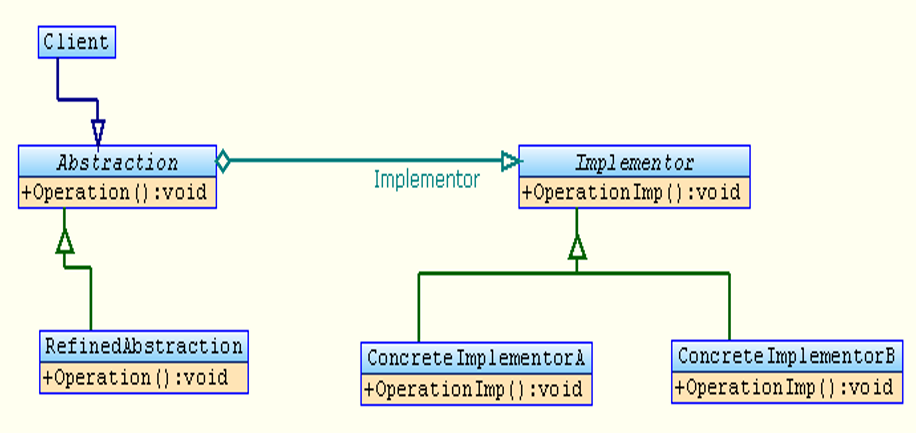 Client
Abstraction
+Operation():void
Implementor
Implementor
+OperationImp():void
RefinedAbstraction
+Operation():void
ConcreteImplementorA
+OperationImp():void
ConcreteImplementorB
+OperationImp():void